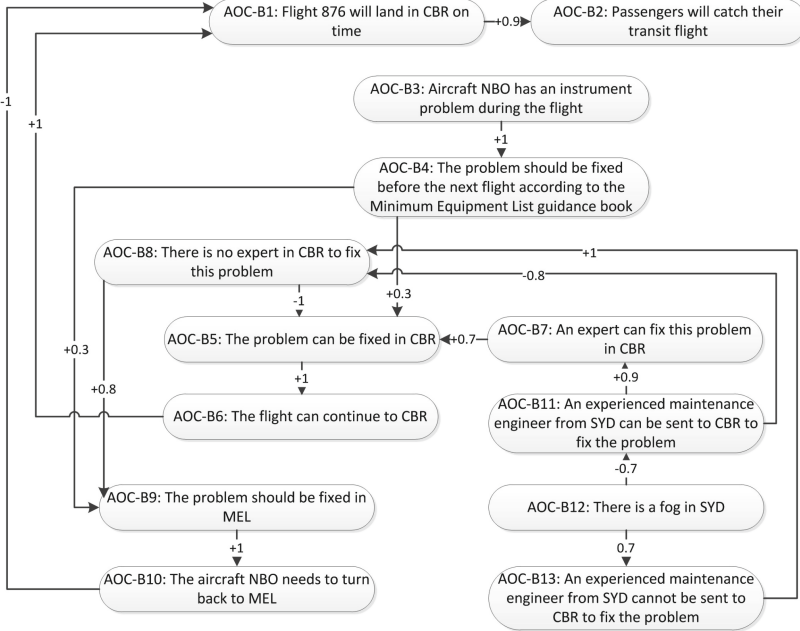 AOC-B1: Flight 876 will land in CBR on
time
+0.9
AOC-B2: Passengers will catch their
transit flight
-1
+1
AOC-B3: Aircraft NBO has an instrument
problem during the flight
+1
AOC-B4: The problem should be fixed
before the next flight according to the
Minimum Equipment List guidance book
AOC-B8: There is no expert in CBR to fix
this problem
+1
-0.8
-1
+0.3
AOC-B5: The problem can be fixed in CBR
+0.7
AOC-B7: An expert can fix this problem
in CBR
+0.3
+0.8
+1
+0.9
AOC-B6: The flight can continue to CBR
AOC-B11: An experienced maintenance
engineer from SYD can be sent to CBR to
fix the problem
-0.7
AOC-B9: The problem should be fixed in
MEL
AOC-B12: There is a fog in SYD
+1
0.7
AOC-B10: The aircraft NBO needs to turn
back to MEL
AOC-B13: An experienced maintenance
engineer from SYD cannot be sent to
CBR to fix the problem